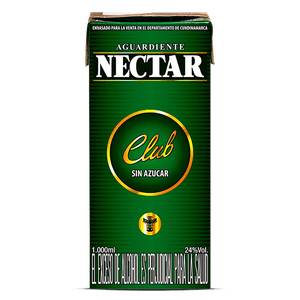 ENVASADO PARA LA VENTA EN EL DEPARTAMENTO DE CUNDINAMARCA
AGUARDIENTE
NECTAR
Club
SIN AZUCAR
1.000ml 24%Vol.
EL EXCESO DE ALCOHOL ES PERJUDICIAL PARA LA SALUD